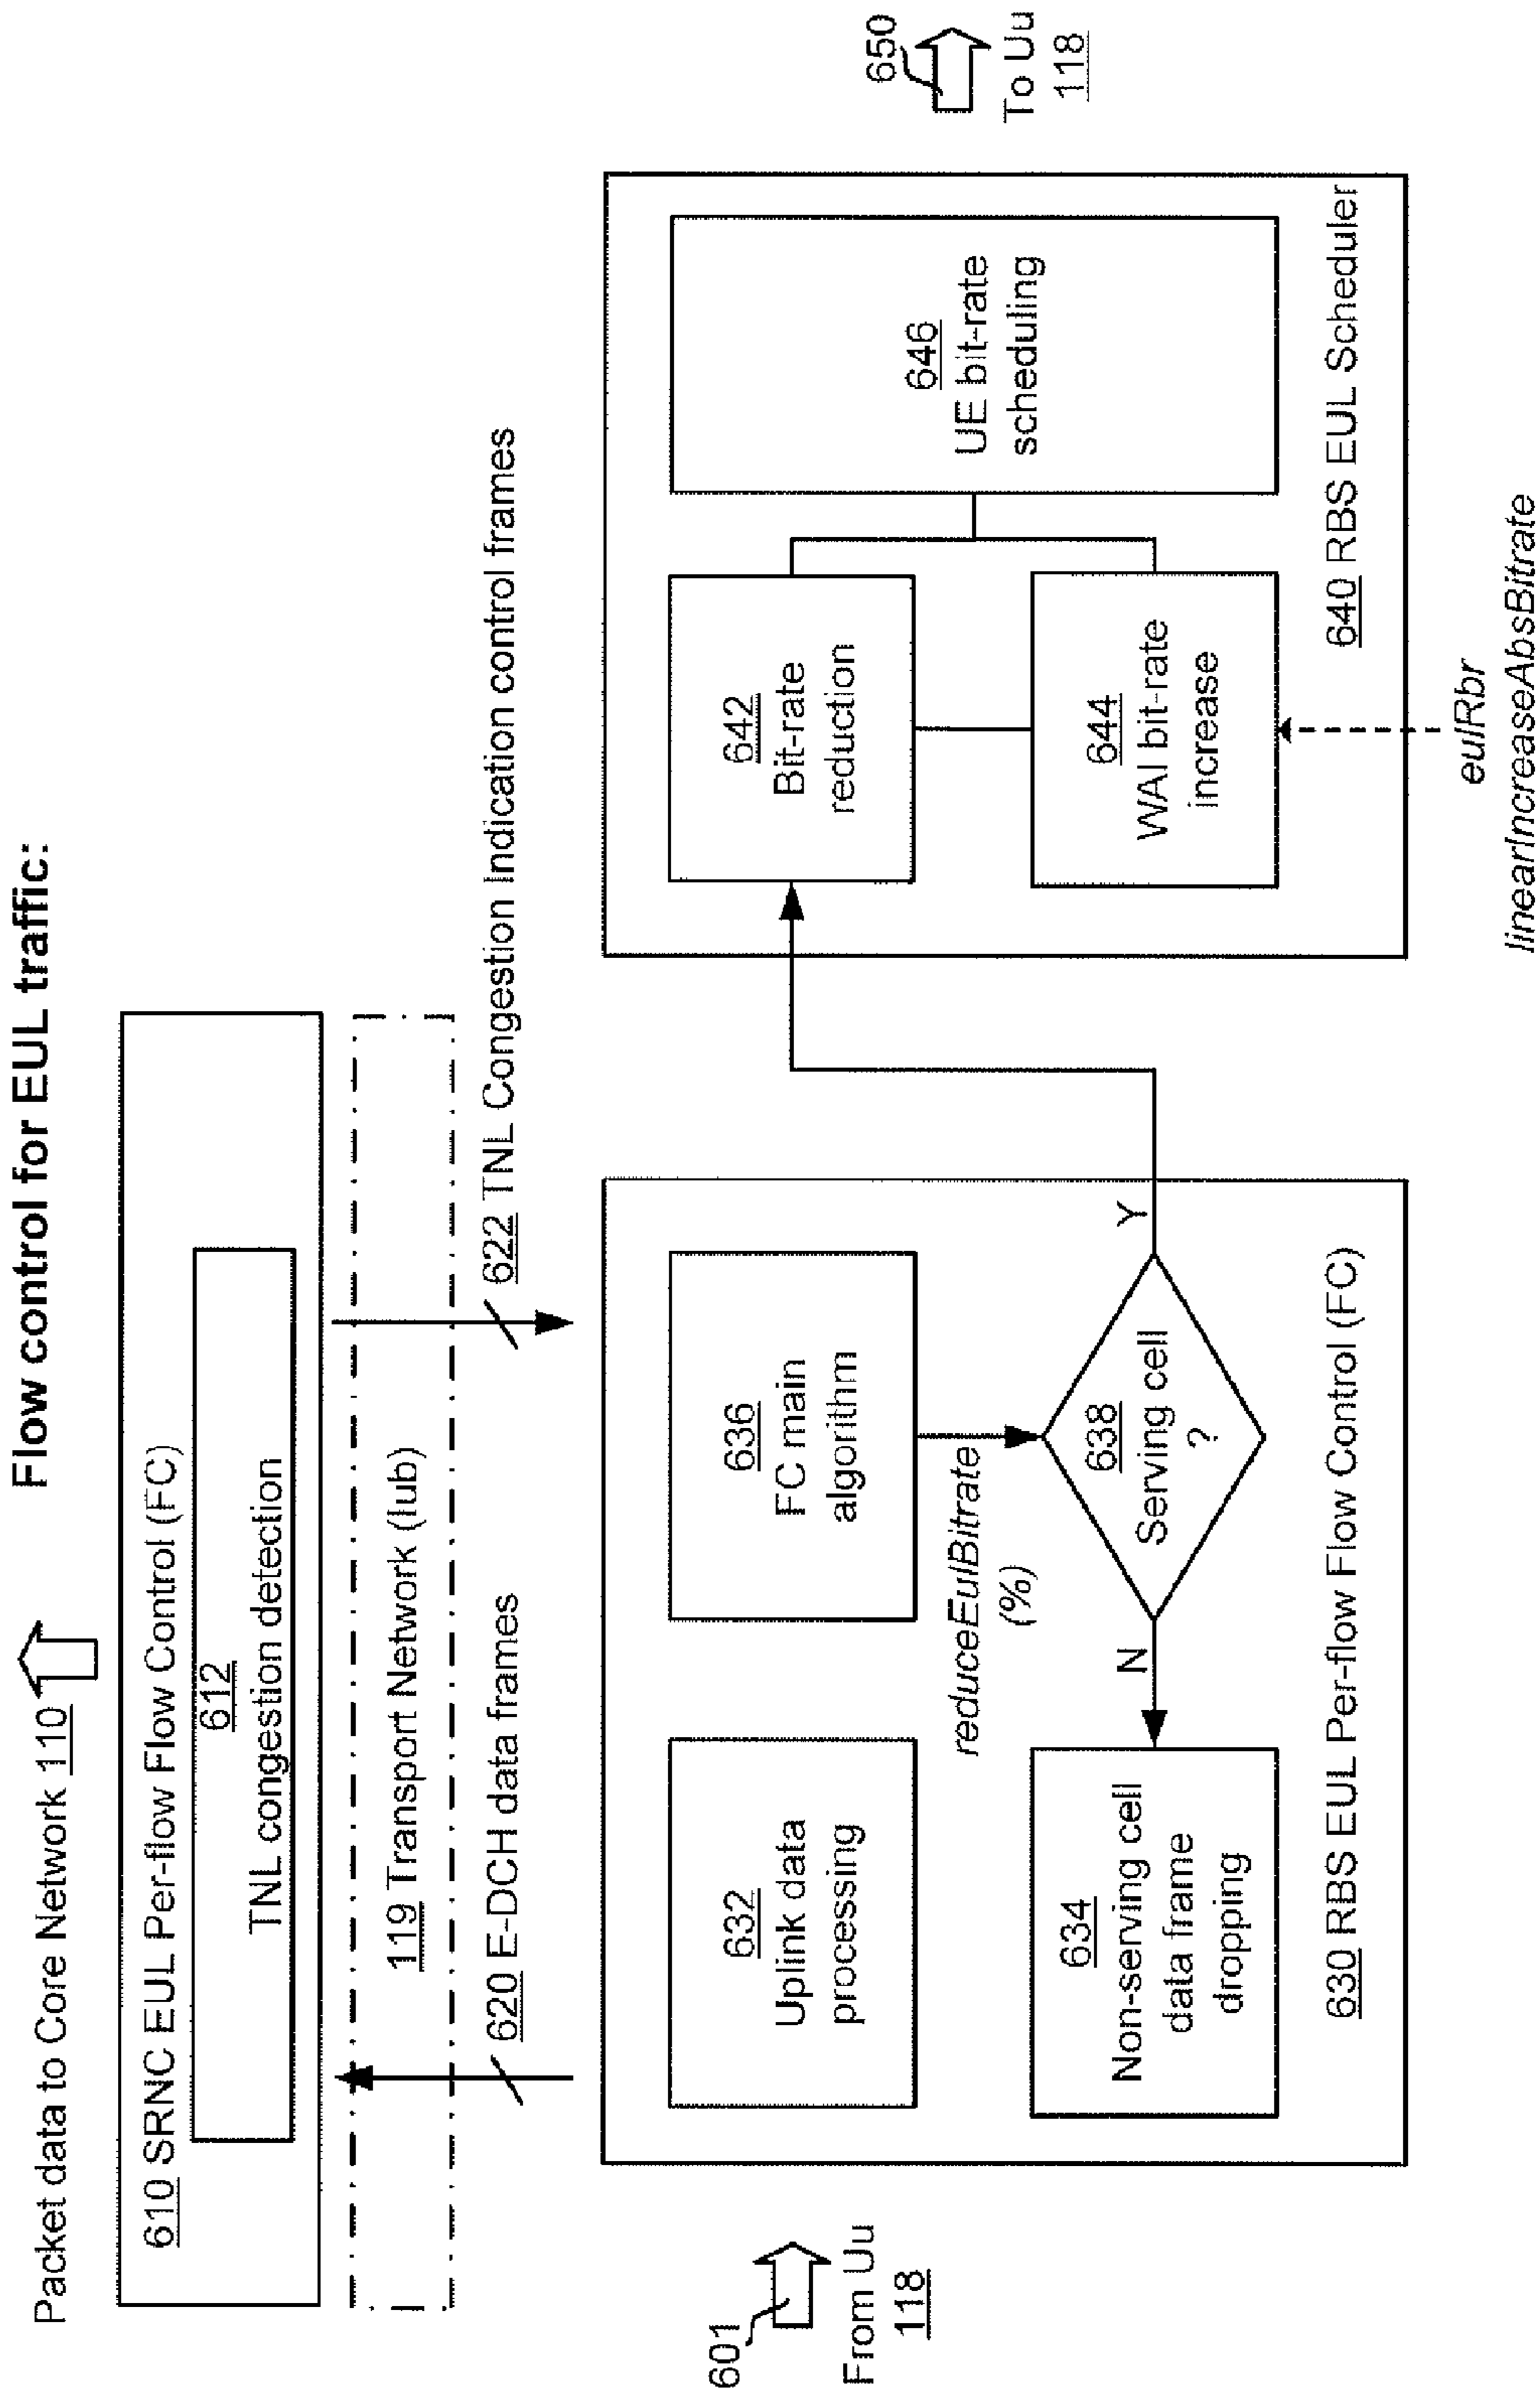 Flow control for EUL traffic:
Packet data to Core Network 110
610 SRNC EUL Per-flow Flow Control (FC)
612
TNL congestion detection
119 Transport Network (Iub)
620 E-DCH data frames
622 TNL Congestion Indication control frames
601
From Uu
118
632
Uplink data
processing
636
FC main
algorithm
reduceEulBitrate
(%)
634
Non-serving cell
data frame
dropping
N
638
Serving cell
?
Y
630 RBS EUL Per-flow Flow Control (FC)
642
Bit-rate
reduction
644
WAI bit-rate
increase
646
UE bit-rate
scheduling
640 RBS EUL Scheduler
eulRbr
linearIncreaseAbsBitrate
650
To Uu
118